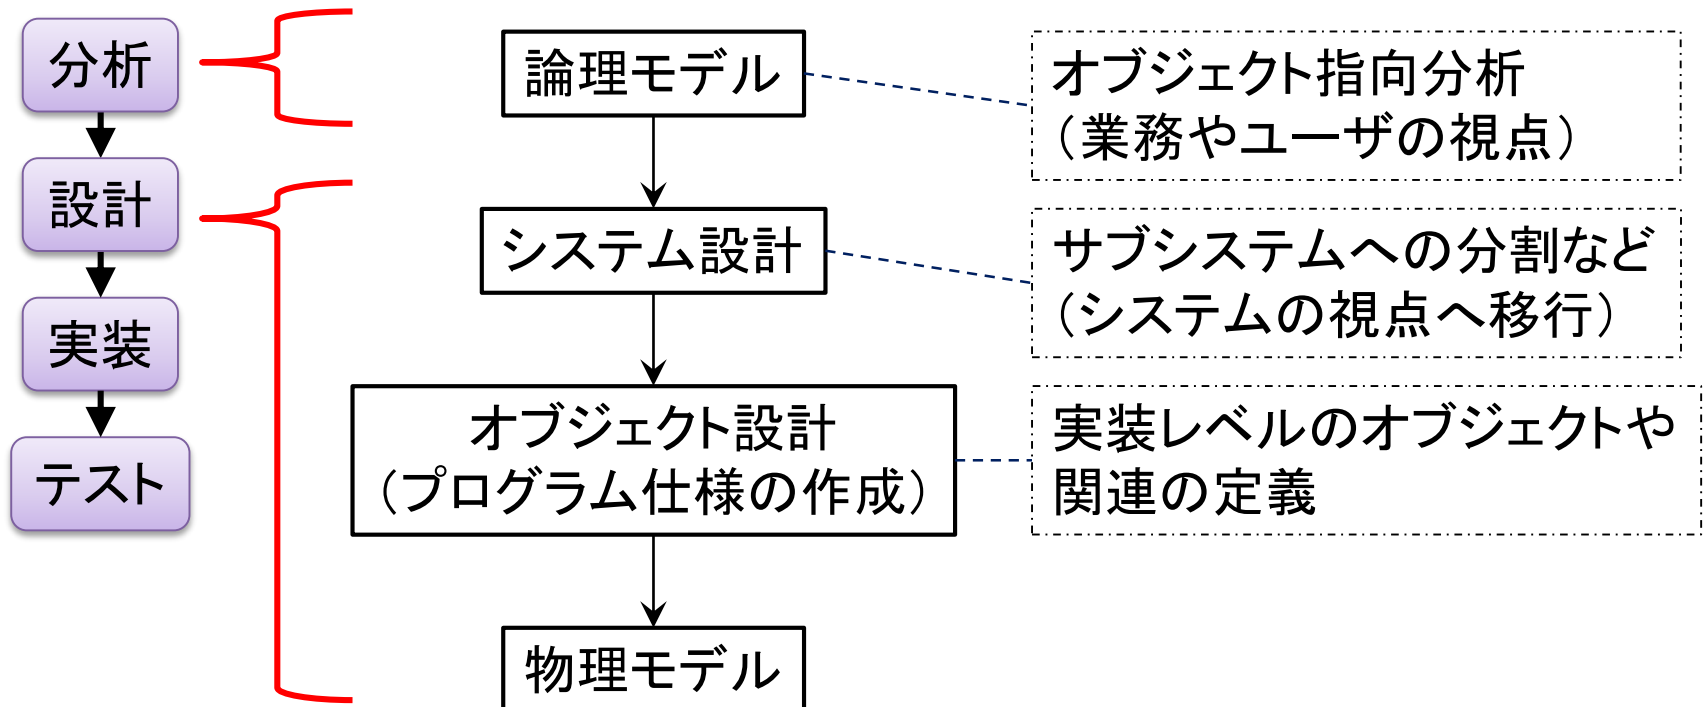 分析
設計
実装
テスト
論理モデル
システム設計
オブジェクト設計
（プログラム仕様の作成）
物理モデル
オブジェクト指向分析
（業務やユーザの視点）
サブシステムへの分割など
（システムの視点へ移行）
実装レベルのオブジェクトや
関連の定義